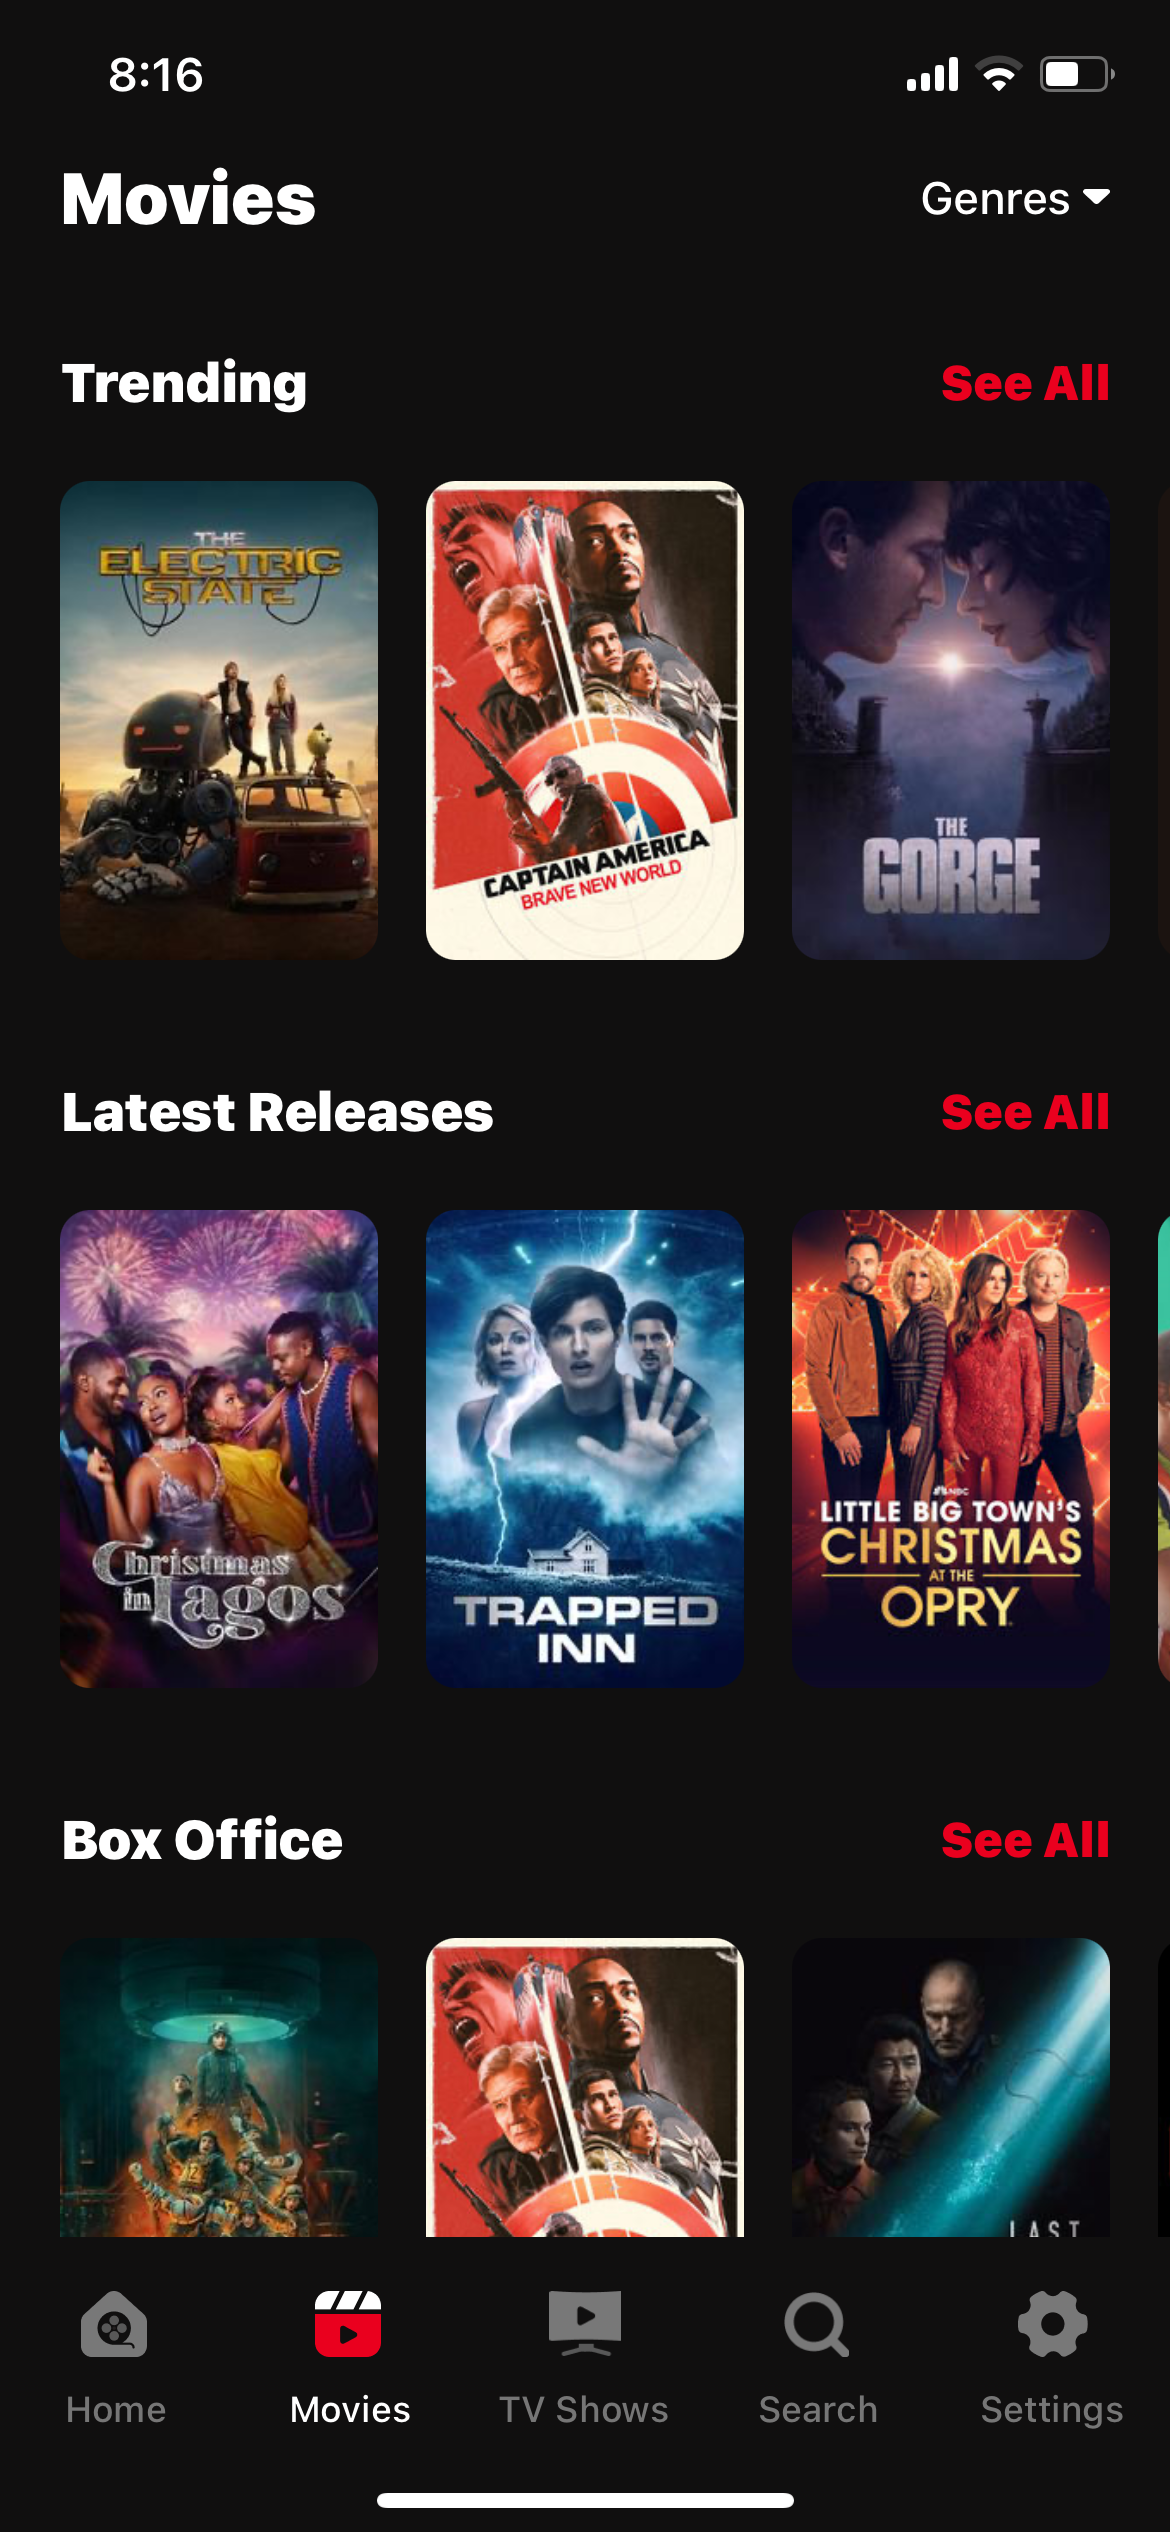 8:16
Movies
Genres
Trending
See All
THE
ELECTRIC
STATE
CAPTAIN AMERICA
BRAVE NEW WORLD
THE
GORGE
Latest Releases
See All
Christmas
in Lagos
TRAPPED
INN
NBC
LITTLE BIG TOWN'S
CHRISTMAS
AT THE
OPRY
Box Office
See All
42
LAST
Home
Movies
TV Shows
Search
Settings